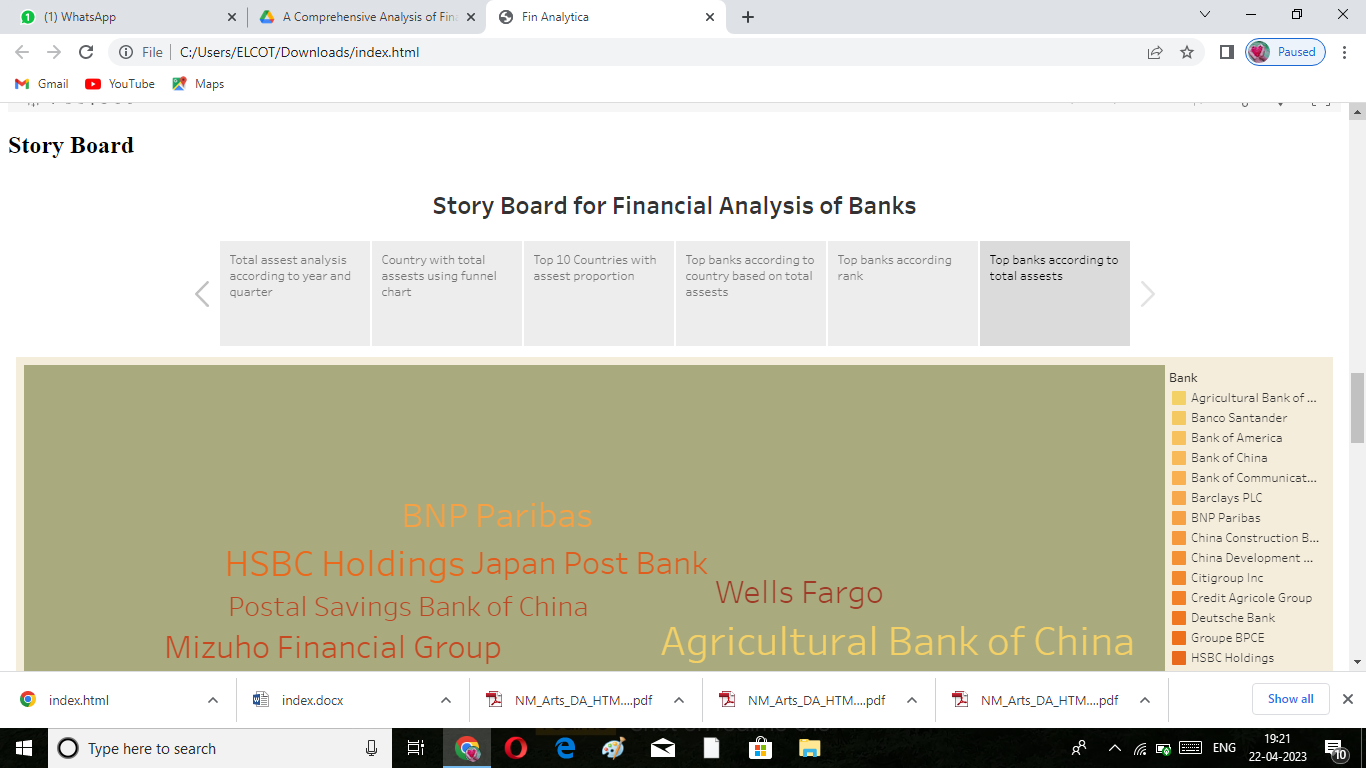 (1) WhatsApp
A Comprehensive Analysis of Fina
Fin Analytica
File
C:/Users/ELCOT/Downloads/index.html
Paused
Gmail
YouTube
Maps
Story Board
Story Board for Financial Analysis of Banks
Total assest analysis
according to year and
quarter
Country with total
assests using funnel
chart
Top 10 Countries with
assest proportion
Top banks according to
country based on total
assests
Top banks according
rank
Top banks according to
total assests
BNP Paribas
HSBC Holdings
Japan Post Bank
Wells Fargo
Postal Savings Bank of China
Mizuho Financial Group
Agricultural Bank of China
Bank
Agricultural Bank of ...
Banco Santander
Bank of America
Bank of China
Bank of Communicat...
Barclays PLC
BNP Paribas
China Construction B...
China Development ...
Citigroup Inc
Credit Agricole Group
Deutsche Bank
Groupe BPCE
HSBC Holdings
index.html
index.docx
NM_Arts_DA_HTM....pdf
NM_Arts_DA_HTM....pdf
NM_Arts_DA_HTM....pdf
Show all
Type here to search
ENG
19:21
22-04-2023
10